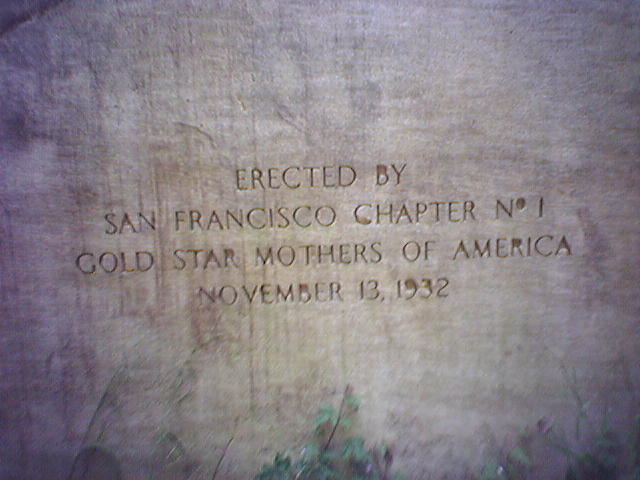 ERECTED BY
SAN FRANCISCO CHAPTER Nº 1
GOLD STAR MOTHERS OF AMERICA
NOVEMBER 13, 1932